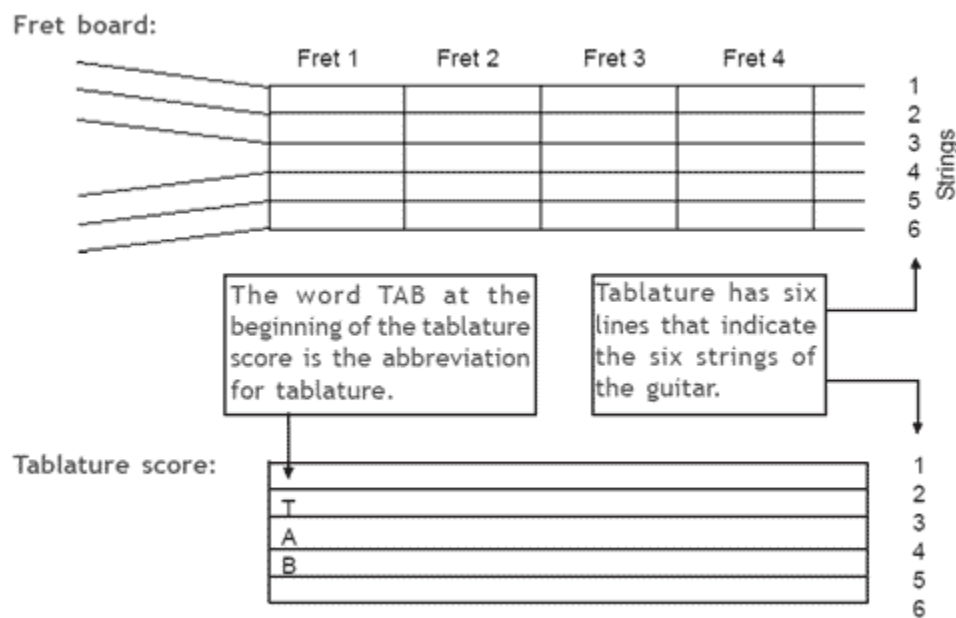 Fret board:
Fret 1 Fret 2 Fret 3 Fret 4
1
2
3
4
5
6
Strings
The word TAB at the
beginning of the tablature
score is the abbreviation
for tablature.
Tablature has six
lines that indicate
the six strings of
the guitar.
Tablature score:
T
A
B
1
2
3
4
5
6